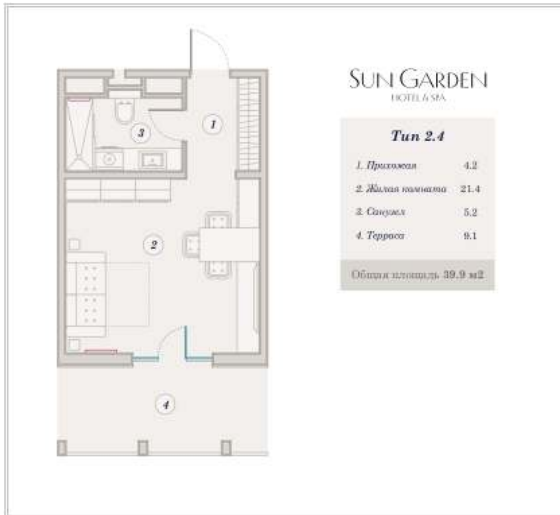 SUN GARDEN
HOTEL & SPA
Тип 2.4
1. Прихожая 4.2
2. Жилая комната 21.4
3. Санузел 5.2
4. Терраса 9.1
Общая площадь 39.9 м2
1
3
2
4